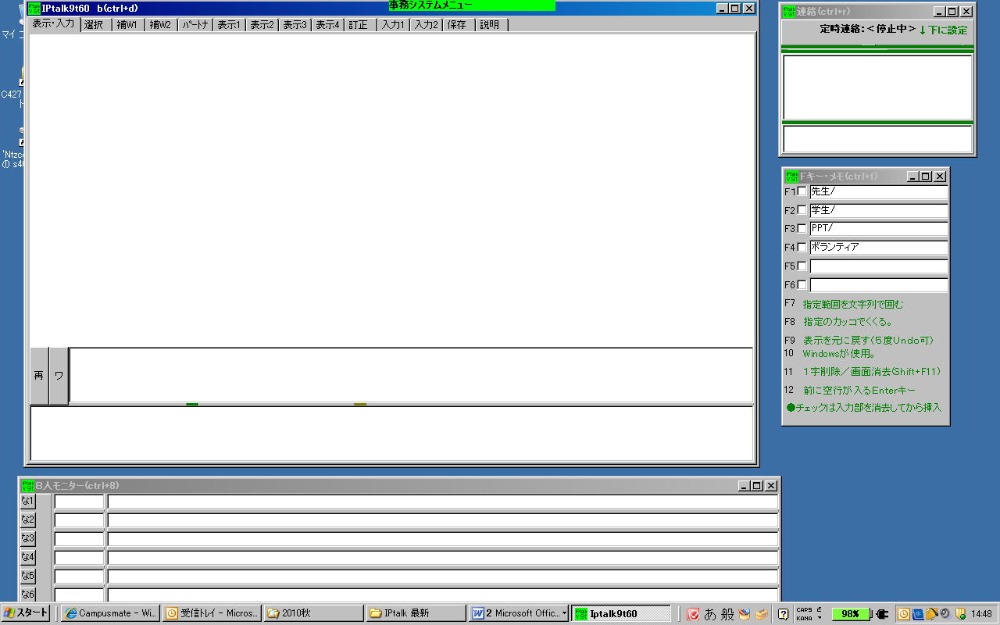 事務システムメニュー
IPtalk9t60 b(ctrl+d)
表示・入力 選択 補W1 補W2 パートナ 表示1 表示2 表示3 表示4 訂正 入力1 入力2 保存 説明
マイ コ
C427
ト
'Ntzco
の s40
再 ワ
連絡(ctrl+r)
定時連絡:<停止中> ↓下に設定
Fキー・メモ(ctrl+f)
F1 先生/
F2 学生/
F3 PPT/
F4 ボランティア
F5
F6
F7 指定範囲を文字列で囲む
F8 指定のカッコでくくる。
F9 表示を元に戻す(5度Undo可)
10 Windowsが使用。
11 1字削除/画面消去(Shift+F11)
12 前に空行が入るEnterキー
●チェックは入力部を消去してから挿入
8人モニター(ctrl+8)
な1
な2
な3
な4
な5
な6
スタート Campusmate - Wi... 受信トレイ - Micros... 2010秋 IPtalk 最新 2 Microsoft Offic... Iptalk9t60 あ 般 CAPS KANA 98% 14:48